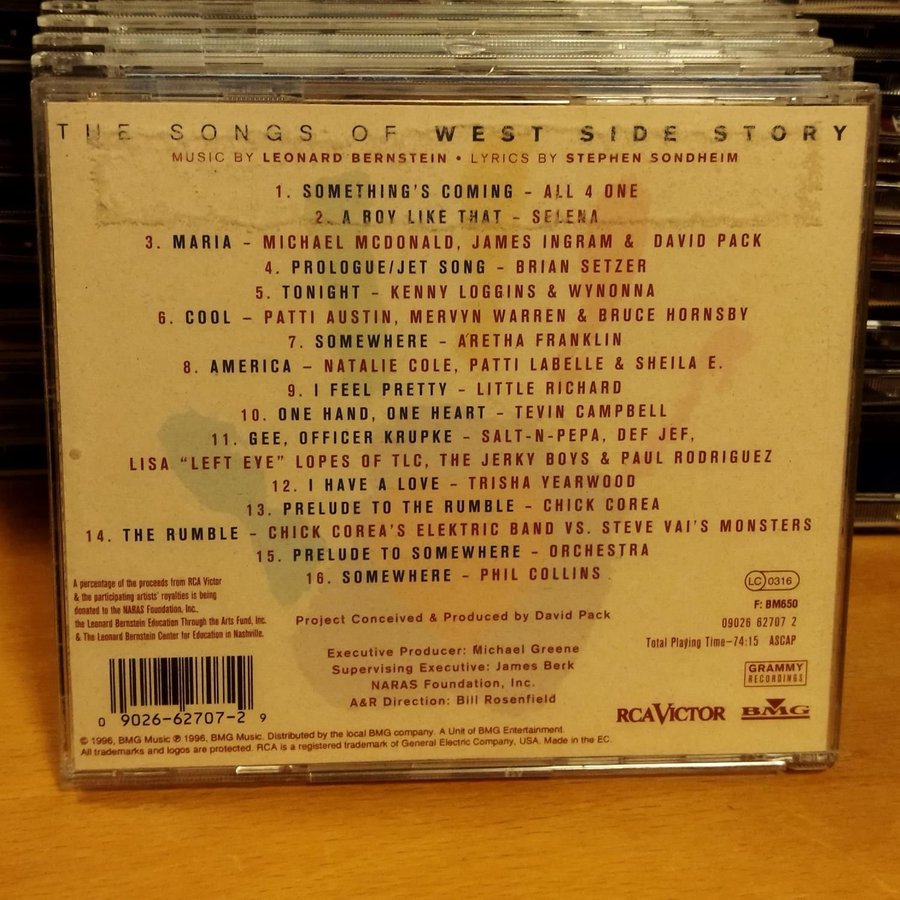 THE SONGS OF WEST SIDE STORY
MUSIC BY LEONARD BERNSTEIN • LYRICS BY STEPHEN SONDHEIM
1. SOMETHING'S COMING – ALL 4 ONE
2. A BOY LIKE THAT – SELENA
3. MARIA – MICHAEL MCDONALD, JAMES INGRAM & DAVID PACK
4. PROLOGUE/JET SONG – BRIAN SETZER
5. TONIGHT – KENNY LOGGINS & WYNONNA
6. COOL – PATTI AUSTIN, MERVYN WARREN & BRUCE HORNSBY
7. SOMEWHERE – ARETHA FRANKLIN
8. AMERICA – NATALIE COLE, PATTI LABELLE & SHEILA E.
9. I FEEL PRETTY – LITTLE RICHARD
10. ONE HAND, ONE HEART – TEVIN CAMPBELL
11. GEE, OFFICER KRUPKE – SALT-N-PEPA, DEF JEF,
LISA "LEFT EYE" LOPES OF TLC, THE JERKY BOYS & PAUL RODRIGUEZ
12. I HAVE A LOVE – TRISHA YEARWOOD
13. PRELUDE TO THE RUMBLE – CHICK COREA
14. THE RUMBLE – CHICK COREA'S ELEKTRIC BAND VS. STEVE VAI'S MONSTERS
15. PRELUDE TO SOMEWHERE – ORCHESTRA
16. SOMEWHERE – PHIL COLLINS
A percentage of the proceeds from RCA Victor
& the participating artists' royalties is being
donated to the NARAS Foundation, Inc.,
the Leonard Bernstein Education Through the Arts Fund, Inc.
& The Leonard Bernstein Center for Education in Nashville.
Project Conceived & Produced by David Pack
Executive Producer: Michael Greene
Supervising Executive: James Berk
NARAS Foundation, Inc.
A&R Direction: Bill Rosenfield
LC 0316
F: BM650
09026 62707 2
Total Playing Time–74:15 ASCAP
GRAMMY
RECORDINGS
RCA VICTOR
BMG
0 9026-62707-2 9
© 1996, BMG Music ℗ 1996, BMG Music. Distributed by the local BMG company. A Unit of BMG Entertainment.
All trademarks and logos are protected. RCA is a registered trademark of General Electric Company, USA. Made in the EC.